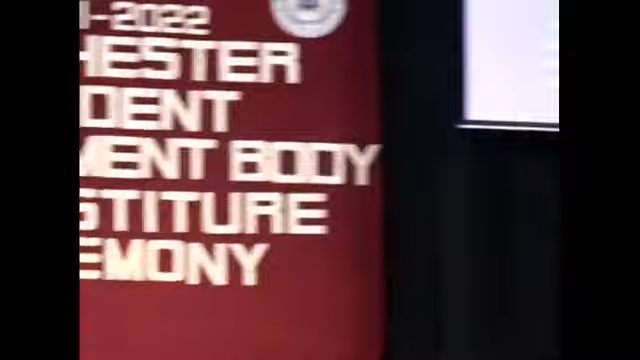 -2022
HESTER
DENT
MENT BODY
STITURE
EMONY